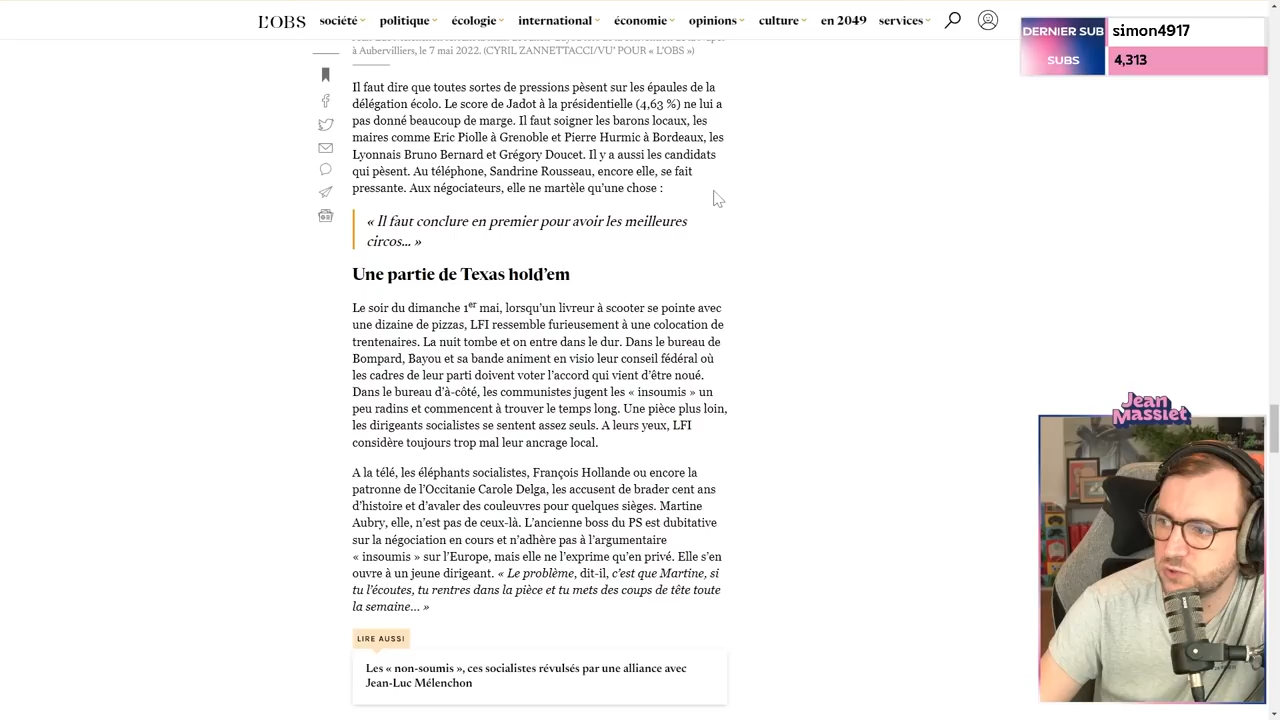 L'OBS société politique écologie international économie opinions culture en 2049 services
DERNIER SUB simon4917
SUBS 4,313
à Aubervilliers, le 7 mai 2022. (CYRIL ZANNETTACCI/VU' POUR « L'OBS »)
Il faut dire que toutes sortes de pressions pèsent sur les épaules de la
délégation écolo. Le score de Jadot à la présidentielle (4,63 %) ne lui a
pas donné beaucoup de marge. Il faut soigner les barons locaux, les
maires comme Eric Piolle à Grenoble et Pierre Hurmic à Bordeaux, les
Lyonnais Bruno Bernard et Grégory Doucet. Il y a aussi les candidats
qui pèsent. Au téléphone, Sandrine Rousseau, encore elle, se fait
pressante. Aux négociateurs, elle ne martèle qu'une chose :
« Il faut conclure en premier pour avoir les meilleures
circos... »
Une partie de Texas hold'em
Le soir du dimanche 1er mai, lorsqu'un livreur à scooter se pointe avec
une dizaine de pizzas, LFI ressemble furieusement à une colocation de
trentenaires. La nuit tombe et on entre dans le dur. Dans le bureau de
Bompard, Bayou et sa bande animent en visio leur conseil fédéral où
les cadres de leur parti doivent voter l'accord qui vient d'être noué.
Dans le bureau d'à-côté, les communistes jugent les « insoumis » un
peu radins et commencent à trouver le temps long. Une pièce plus loin,
les dirigeants socialistes se sentent assez seuls. A leurs yeux, LFI
considère toujours trop mal leur ancrage local.
A la télé, les éléphants socialistes, François Hollande ou encore la
patronne de l'Occitanie Carole Delga, les accusent de brader cent ans
d'histoire et d'avaler des couleuvres pour quelques sièges. Martine
Aubry, elle, n'est pas de ceux-là. L'ancienne boss du PS est dubitative
sur la négociation en cours et n'adhère pas à l'argumentaire
« insoumis » sur l'Europe, mais elle ne l'exprime qu'en privé. Elle s'en
ouvre à un jeune dirigeant. « Le problème, dit-il, c'est que Martine, si
tu l'écoutes, tu rentres dans la pièce et tu mets des coups de tête toute
la semaine... »
LIRE AUSSI
Les « non-soumis », ces socialistes révulsés par une alliance avec
Jean-Luc Mélenchon
Jean
Massiet